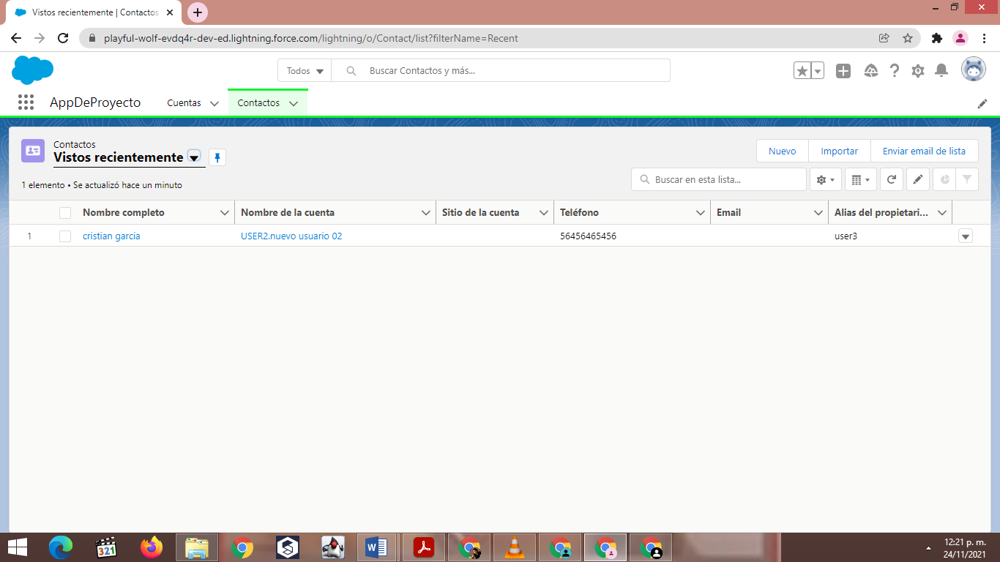 Vistos recientemente | Contactos
playful-wolf-evdq4r-dev-ed.lightning.force.com/lightning/o/Contact/list?filterName=Recent
Todos
Buscar Contactos y más...
AppDeProyecto
Cuentas
Contactos
Contactos
Vistos recientemente
Nuevo
Importar
Enviar email de lista
1 elemento • Se actualizó hace un minuto
Buscar en esta lista...
Nombre completo
Nombre de la cuenta
Sitio de la cuenta
Teléfono
Email
Alias del propietari...
1
cristian garcia
USER2.nuevo usuario 02
56456465456
user3
321
12:21 p. m.
24/11/2021